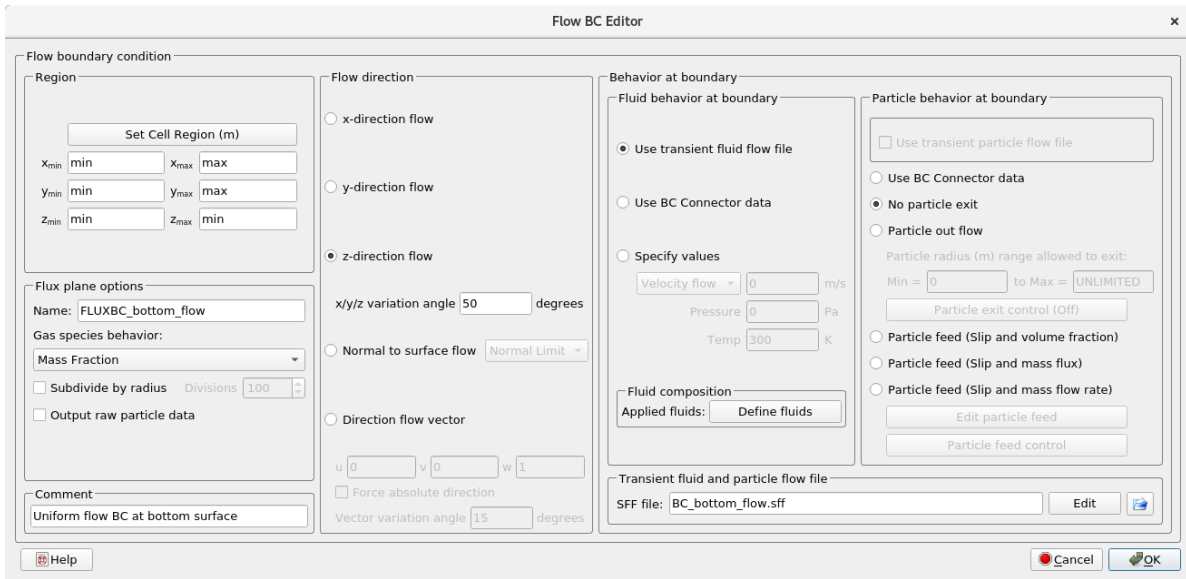 Flow BC Editor
Flow boundary condition
Region
Set Cell Region (m)
xmin min xmax max
ymin min ymax max
zmin min zmax min
Flux plane options
Name: FLUXBC_bottom_flow
Gas species behavior:
Mass Fraction
Subdivide by radius Divisions 100
Output raw particle data
Comment
Uniform flow BC at bottom surface
Flow direction
x-direction flow
y-direction flow
z-direction flow
x/y/z variation angle 50 degrees
Normal to surface flow Normal Limit
Direction flow vector
u 0 v 0 w 1
Force absolute direction
Vector variation angle 15 degrees
Behavior at boundary
Fluid behavior at boundary
Use transient fluid flow file
Use BC Connector data
Specify values
Velocity flow 0 m/s
Pressure 0 Pa
Temp 300 K
Fluid composition
Applied fluids: Define fluids
Particle behavior at boundary
Use transient particle flow file
Use BC Connector data
No particle exit
Particle out flow
Particle radius (m) range allowed to exit:
Min = 0 to Max = UNLIMITED
Particle exit control (Off)
Particle feed (Slip and volume fraction)
Particle feed (Slip and mass flux)
Particle feed (Slip and mass flow rate)
Edit particle feed
Particle feed control
Transient fluid and particle flow file
SFF file: BC_bottom_flow.sff Edit
Help Cancel OK